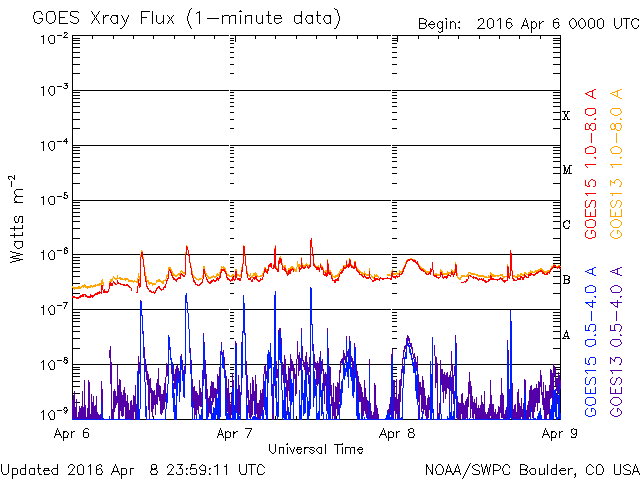 GOES Xray Flux (1-minute data)
Begin: 2016 Apr 6 0000 UTC
10-2
10-3
10-4
10-5
10-6
10-7
10-8
10-9
Watts m-2
X
M
C
B
A
GOES15 1.0-8.0 A
GOES13 1.0-8.0 A
GOES15 0.5-4.0 A
GOES13 0.5-4.0 A
Apr 6
Apr 7
Apr 8
Apr 9
Universal Time
Updated 2016 Apr 8 23:59:11 UTC
NOAA/SWPC Boulder, CO USA